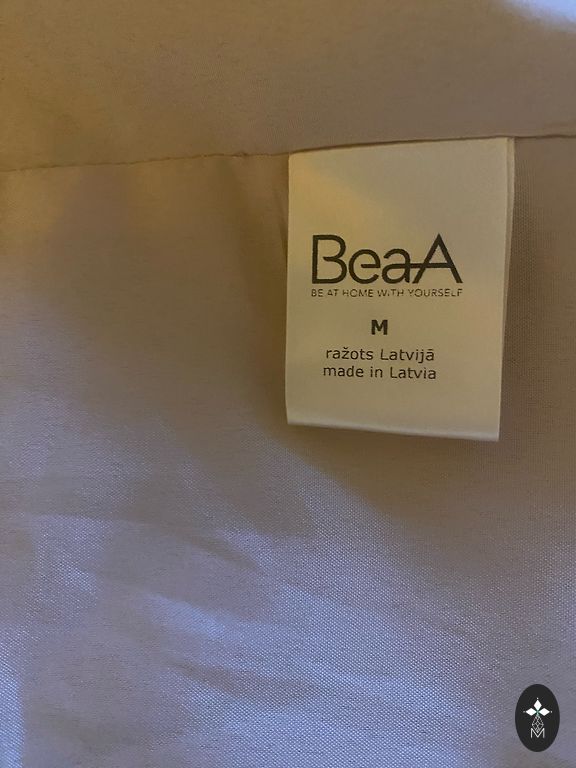 BeaA
BE AT HOME WITH YOURSELF
M
ražots Latvijā
made in Latvia
M